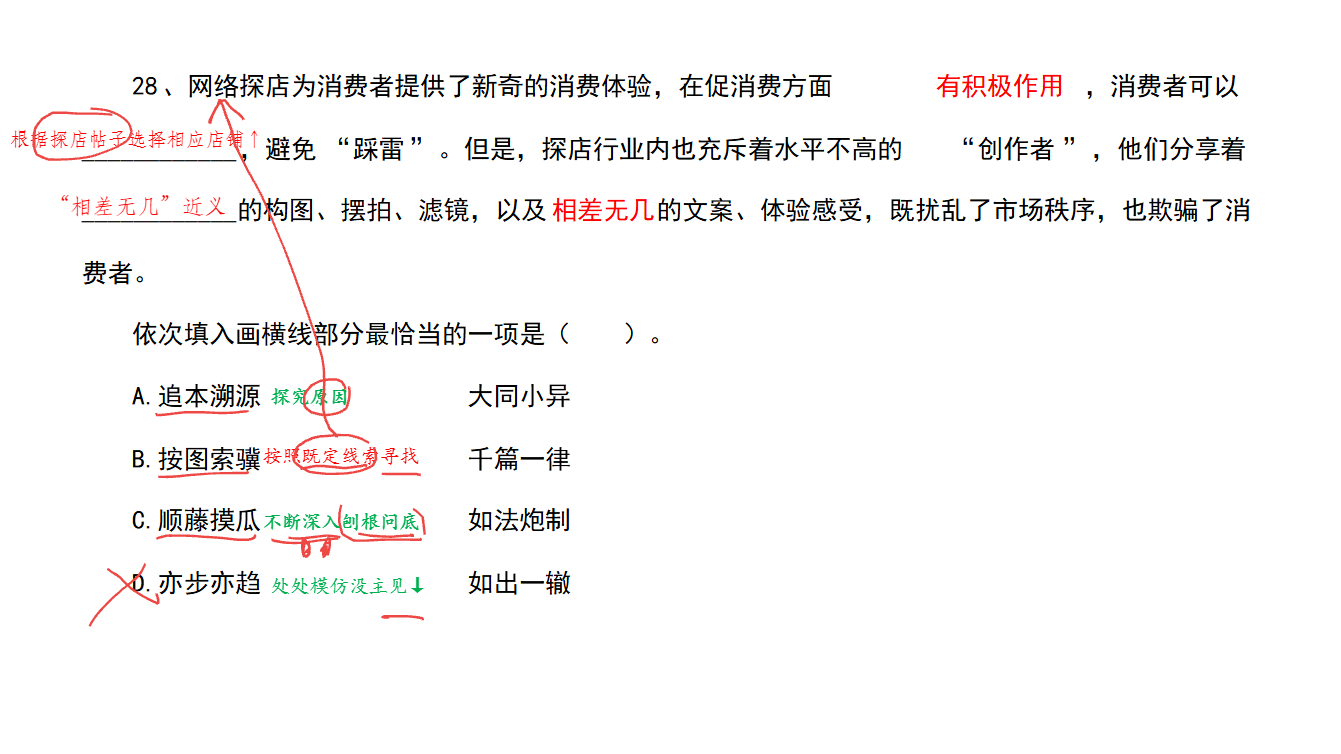 28、网络探店为消费者提供了新奇的消费体验，在促消费方面 有积极作用 ，消费者可以
根据探店帖子选择相应店铺↑____________，避免 “踩雷 ” 。但是，探店行业内也充斥着水平不高的 “创作者 ” ，他们分享着
“相差无几”近义____________的构图、摆拍、滤镜，以及 相差无几的文案、体验感受，既扰乱了市场秩序，也欺骗了消
费者。
依次填入画横线部分最恰当的一项是（ ）。
A.追本溯源 探究原因 大同小异
B.按图索骥 按照既定线索寻找 千篇一律
C.顺藤摸瓜 不断深入刨根问底 如法炮制
D.亦步亦趋 处处模仿没主见↓ 如出一辙